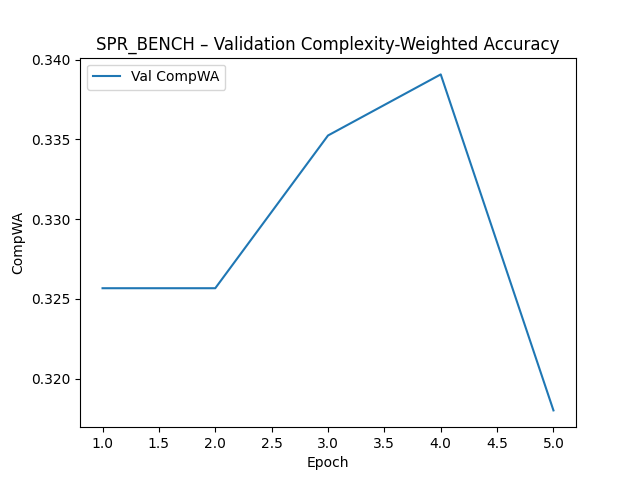 SPR_BENCH – Validation Complexity-Weighted Accuracy
Val CompWA
CompWA
0.340
0.335
0.330
0.325
0.320
1.0 1.5 2.0 2.5 3.0 3.5 4.0 4.5 5.0
Epoch